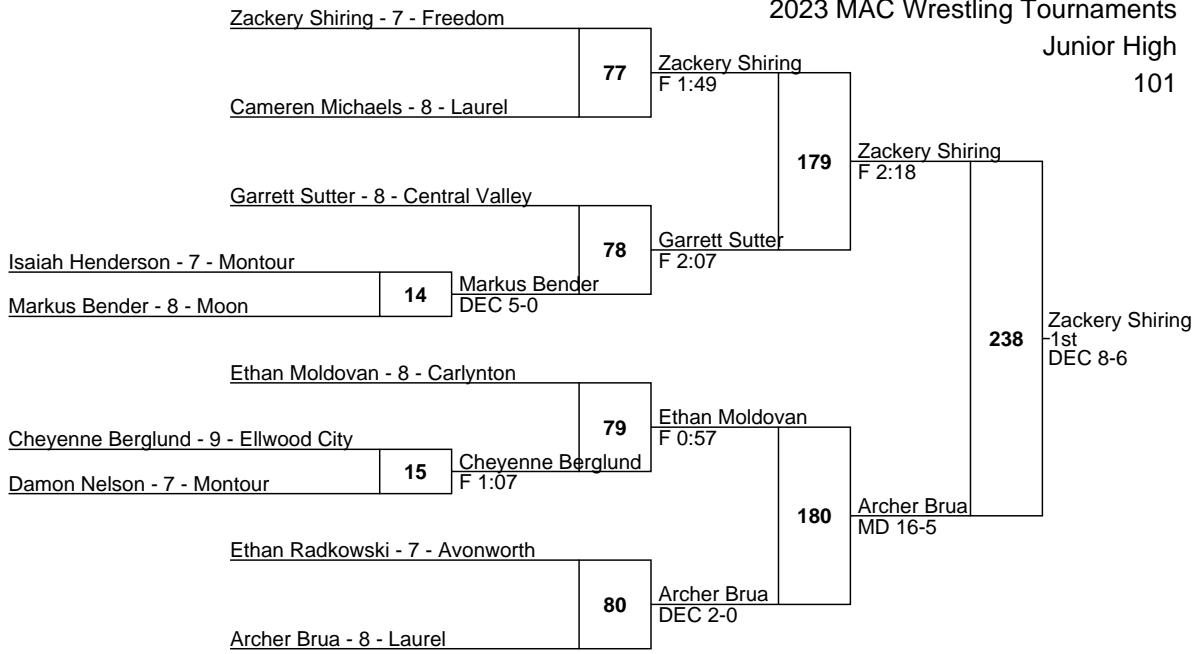 2023 MAC Wrestling Tournaments
Junior High
101
Zackery Shiring - 7 - Freedom
77
Zackery Shiring
F 1:49
Cameren Michaels - 8 - Laurel
179
Zackery Shiring
F 2:18
Garrett Sutter - 8 - Central Valley
78
Garrett Sutter
F 2:07
Isaiah Henderson - 7 - Montour
14
Markus Bender
DEC 5-0
Markus Bender - 8 - Moon
238
Zackery Shiring
1st
DEC 8-6
Ethan Moldovan - 8 - Carlynton
79
Ethan Moldovan
F 0:57
Cheyenne Berglund - 9 - Ellwood City
15
Cheyenne Berglund
F 1:07
Damon Nelson - 7 - Montour
180
Archer Brua
MD 16-5
Ethan Radkowski - 7 - Avonworth
80
Archer Brua
DEC 2-0
Archer Brua - 8 - Laurel